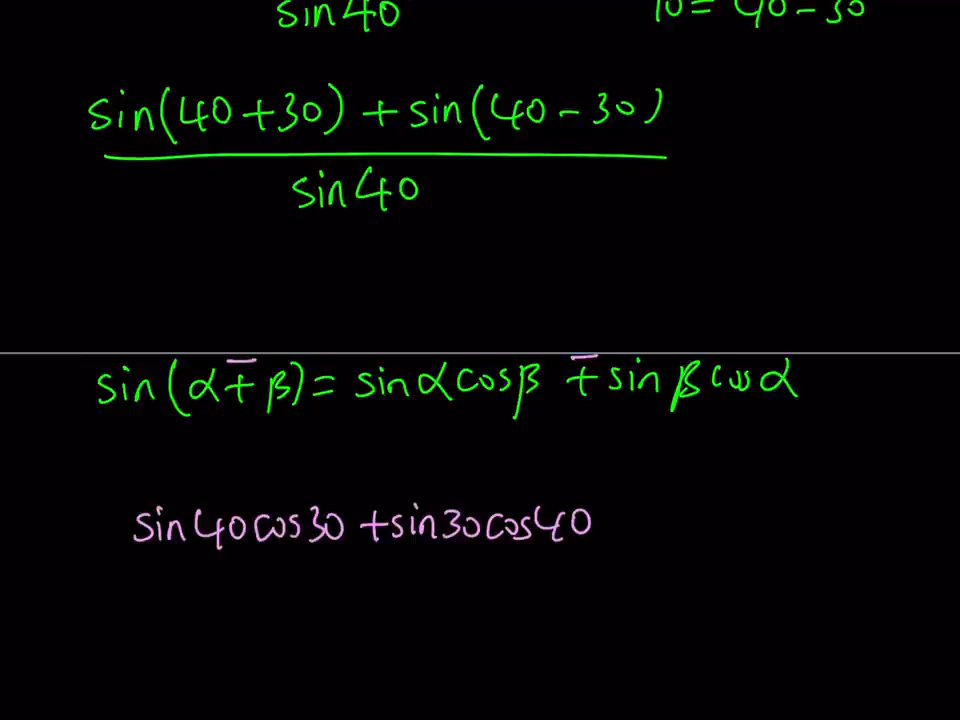 sin40 10 = 40 - 30
sin(40+30) + sin(40-30)
sin40
sin(α∓β) = sinαcosβ ∓ sinβcosα
sin40cos30 + sin30cos40